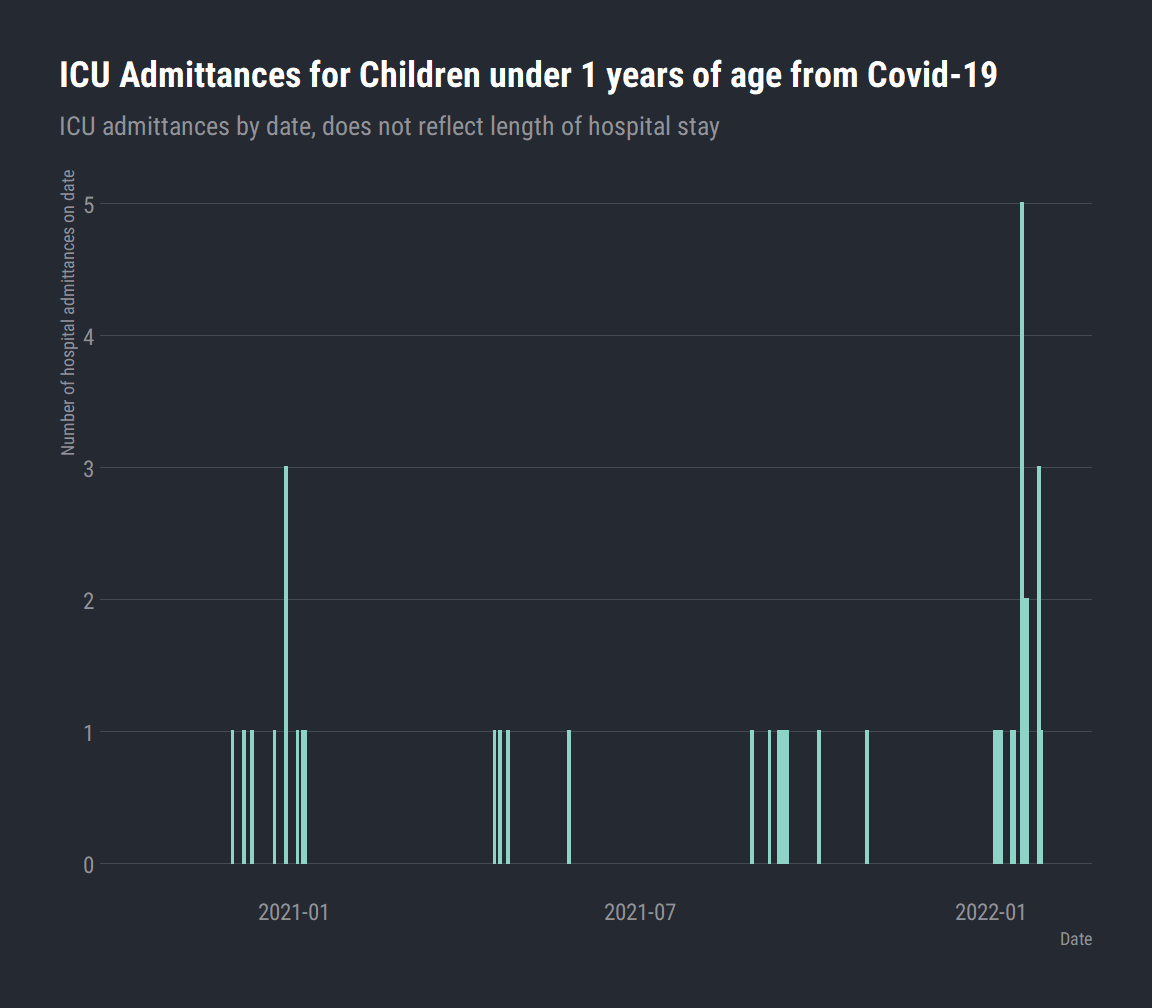 ICU Admittances for Children under 1 years of age from Covid-19
ICU admittances by date, does not reflect length of hospital stay
Number of hospital admittances on date
5
4
3
2
1
0
2021-01
2021-07
2022-01
Date